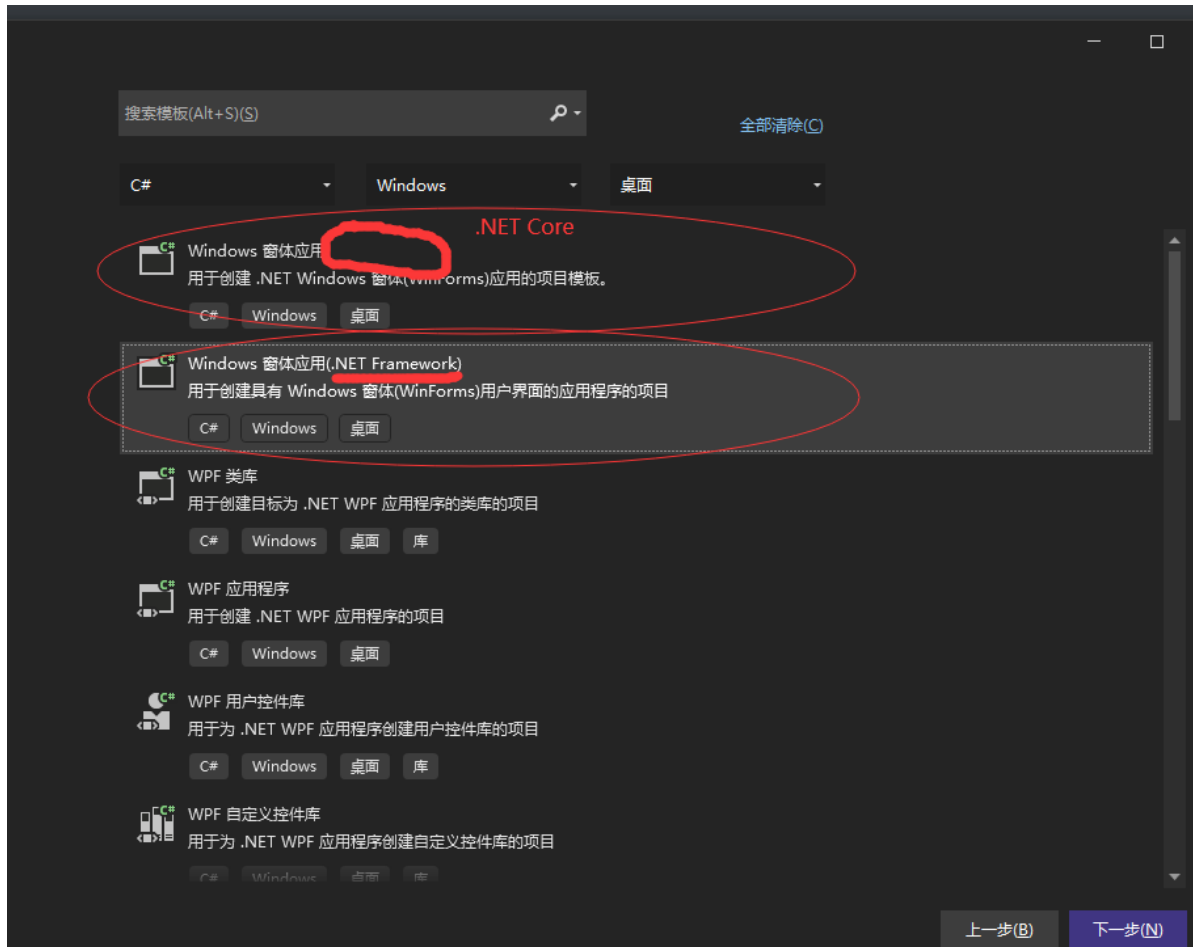 搜索模板(Alt+S)(S)
全部清除(C)
C#
Windows
桌面
.NET Core
Windows 窗体应用
用于创建 .NET Windows 窗体(WinForms)应用的项目模板。
C# Windows 桌面
Windows 窗体应用(.NET Framework)
用于创建具有 Windows 窗体(WinForms)用户界面的应用程序的项目
C# Windows 桌面
WPF 类库
用于创建目标为 .NET WPF 应用程序的类库的项目
C# Windows 桌面 库
WPF 应用程序
用于创建 .NET WPF 应用程序的项目
C# Windows 桌面
WPF 用户控件库
用于为 .NET WPF 应用程序创建用户控件库的项目
C# Windows 桌面 库
WPF 自定义控件库
用于为 .NET WPF 应用程序创建自定义控件库的项目
C# Windows 桌面 库
上一步(B)
下一步(N)